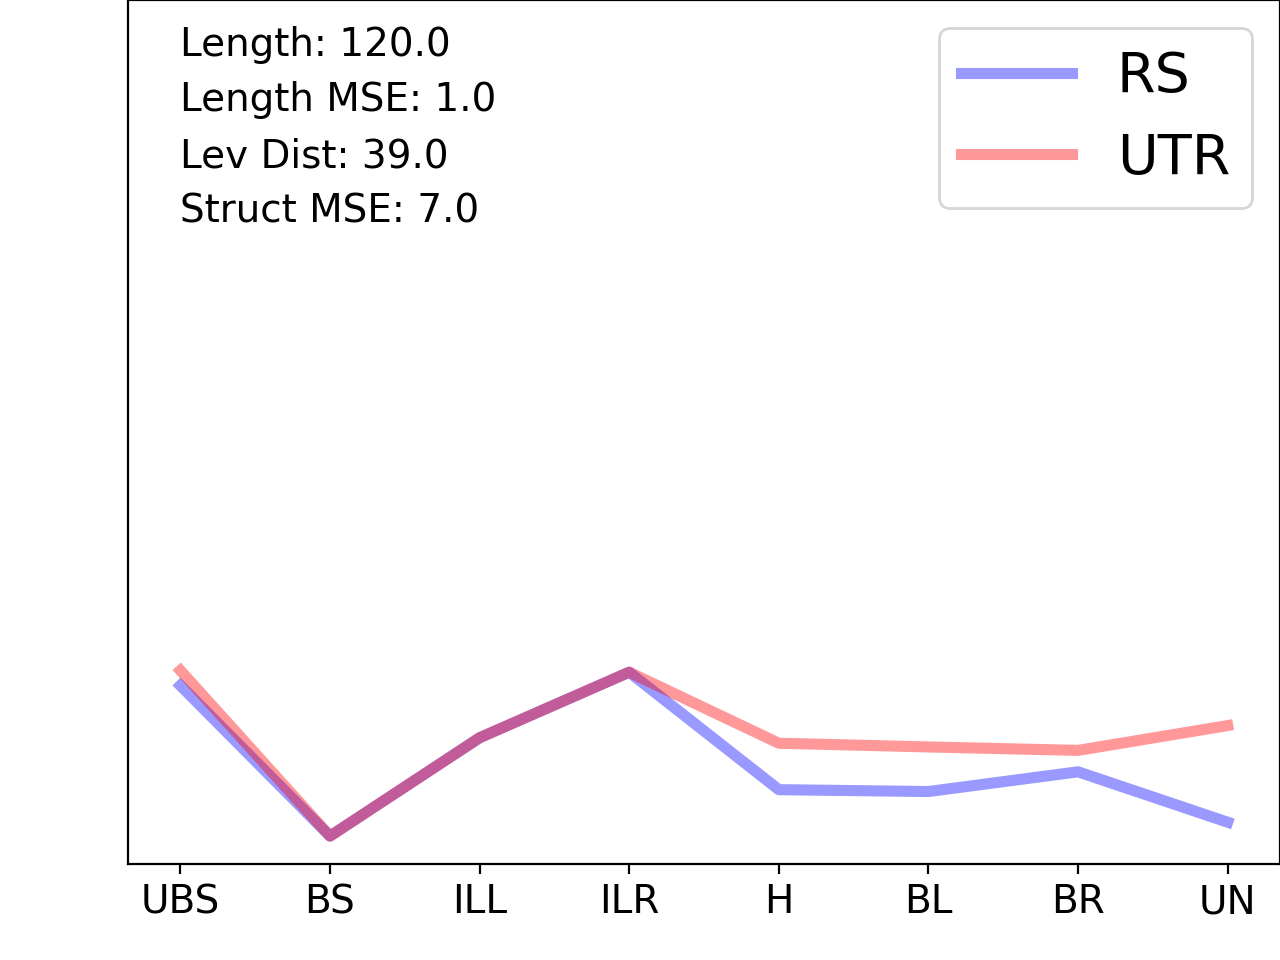 Length: 120.0
Length MSE: 1.0
Lev Dist: 39.0
Struct MSE: 7.0
RS
UTR
UBS BS ILL ILR H BL BR UN